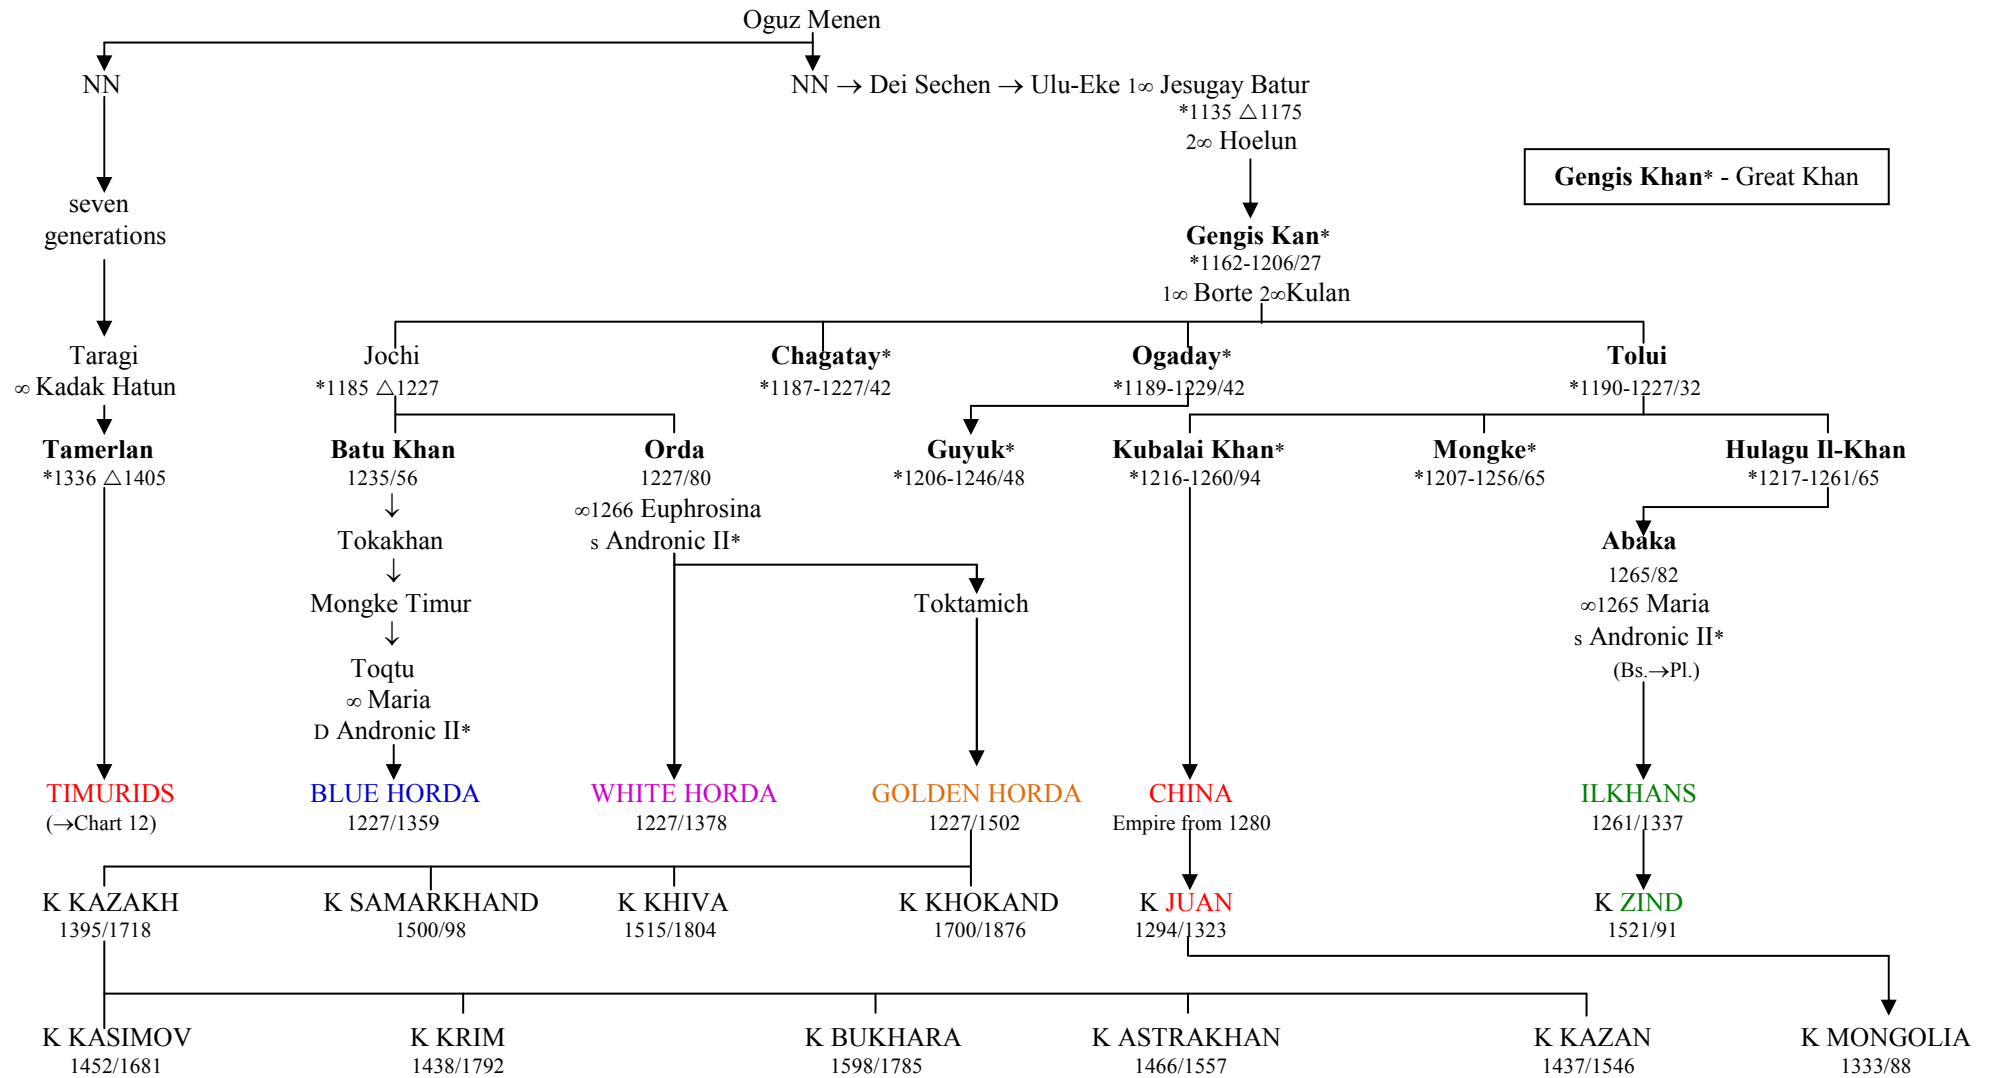 Oguz Menen
NN
NN → Dei Sechen → Ulu-Eke 1∞ Jesugay Batur
*1135 △1175
2∞ Hoelun
Gengis Khan* - Great Khan
seven
generations
Gengis Kan*
*1162-1206/27
1∞ Borte 2∞Kulan
Taragi
∞ Kadak Hatun
Jochi
*1185 △1227
Chagatay*
*1187-1227/42
Ogaday*
*1189-1229/42
Tolui
*1190-1227/32
Tamerlan
*1336 △1405
Batu Khan
1235/56
↓
Tokakhan
↓
Mongke Timur
↓
Toqtu
∞ Maria
D Andronic II*
Orda
1227/80
∞1266 Euphrosina
s Andronic II*
Toktamich
Guyuk*
*1206-1246/48
Kubalai Khan*
*1216-1260/94
Mongke*
*1207-1256/65
Hulagu Il-Khan
*1217-1261/65
Abaka
1265/82
∞1265 Maria
s Andronic II*
(Bs.→Pl.)
TIMURIDS
(→Chart 12)
BLUE HORDA
1227/1359
WHITE HORDA
1227/1378
GOLDEN HORDA
1227/1502
CHINA
Empire from 1280
ILKHANS
1261/1337
K KAZAKH
1395/1718
K SAMARKHAND
1500/98
K KHIVA
1515/1804
K KHOKAND
1700/1876
K JUAN
1294/1323
K ZIND
1521/91
K KASIMOV
1452/1681
K KRIM
1438/1792
K BUKHARA
1598/1785
K ASTRAKHAN
1466/1557
K KAZAN
1437/1546
K MONGOLIA
1333/88